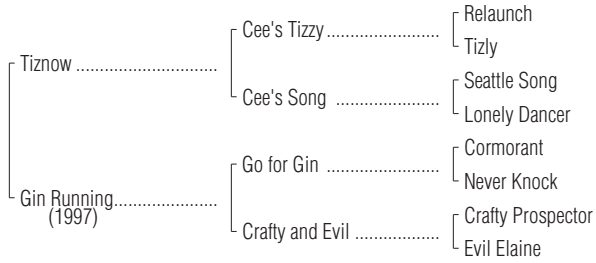 Relaunch
Cee's Tizzy
Tizly
Tiznow
Seattle Song
Cee's Song
Lonely Dancer
Cormorant
Go for Gin
Never Knock
Gin Running
(1997)
Crafty Prospector
Crafty and Evil
Evil Elaine